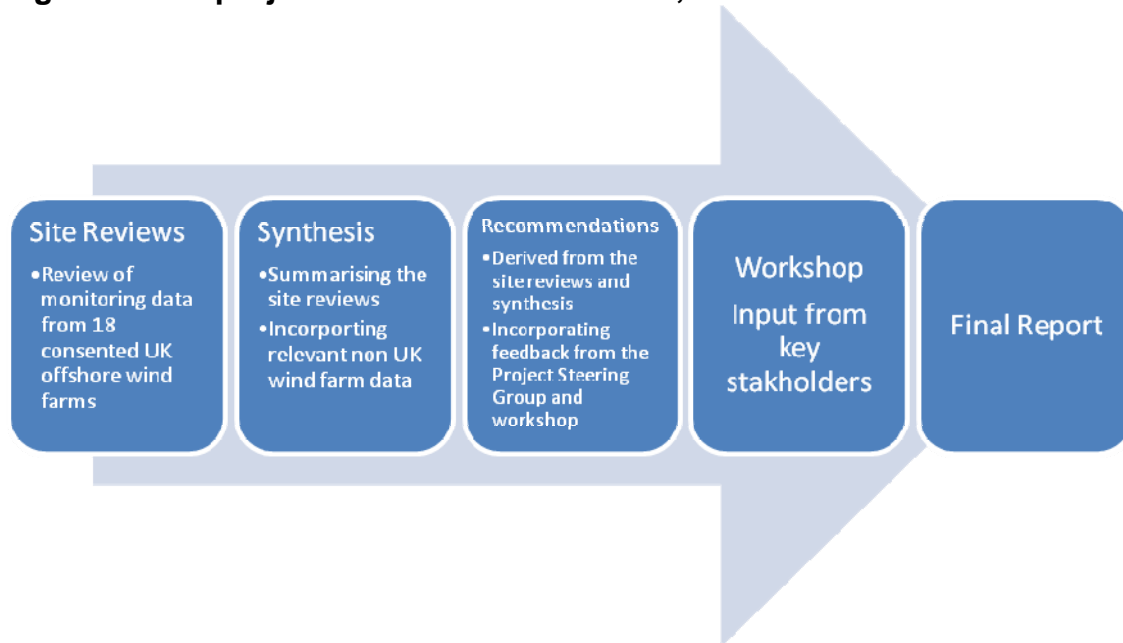 Site Reviews
•Review of
monitoring data
from 18
consented UK
offshore wind
farms
Synthesis
•Summarising the
site reviews
•Incorporting
relevant non UK
wind farm data
Recommendations
•Derived from the
site reviews and
synthesis
•Incorporating
feedback from the
Project Steering
Group and
workshop
Workshop
Input from
key
stakholders
Final Report